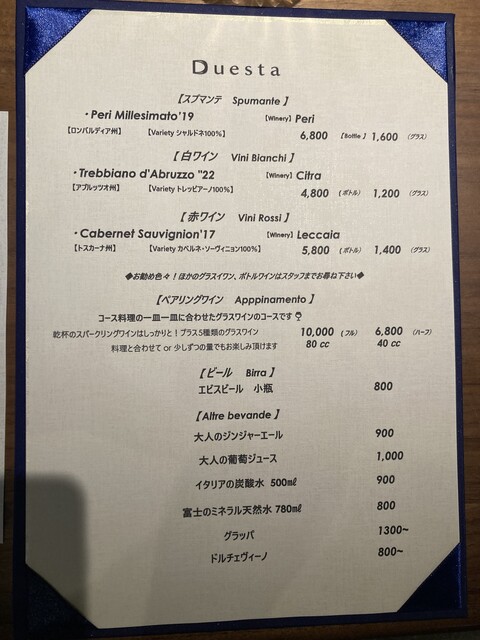 Duesta
【スプマンテ Spumante】
・Peri Millesimato'19 【Winery】Peri
【ロンバルディア州】 【Variety シャルドネ100%】 6,800 【Bottle】 1,600 (グラス)
【白ワイン Vini Bianchi】
・Trebbiano d'Abruzzo "22 【Winery】Citra
【アブルッツオ州】 【Variety トレッビアーノ100%】 4,800 (ボトル) 1,200 (グラス)
【赤ワイン Vini Rossi】
・Cabernet Sauvignion'17 【Winery】Leccaia
【トスカーナ州】 【Variety カベルネ・ソーヴィニョン100%】 5,800 (ボトル) 1,400 (グラス)
◆お勧め色々！ほかのグラスイワン、ボトルワインはスタッフまでお尋ね下さい◆
【ペアリングワイン Apppinamento】
コース料理の一皿一皿に合わせたグラスワインのコースです🍷
乾杯のスパークリングワインはしっかりと！プラス5種類のグラスワイン 10,000 (フル) 6,800 (ハーフ)
料理と合わせて or 少しずつの量でもお楽しみ頂けます 80 cc 40 cc
【ビール Birra】
エビスビール 小瓶 800
【Altre bevande】
大人のジンジャーエール 900
大人の葡萄ジュース 1,000
イタリアの炭酸水 500㎖ 900
富士のミネラル天然水 780㎖ 800
グラッパ 1300~
ドルチェヴィーノ 800~